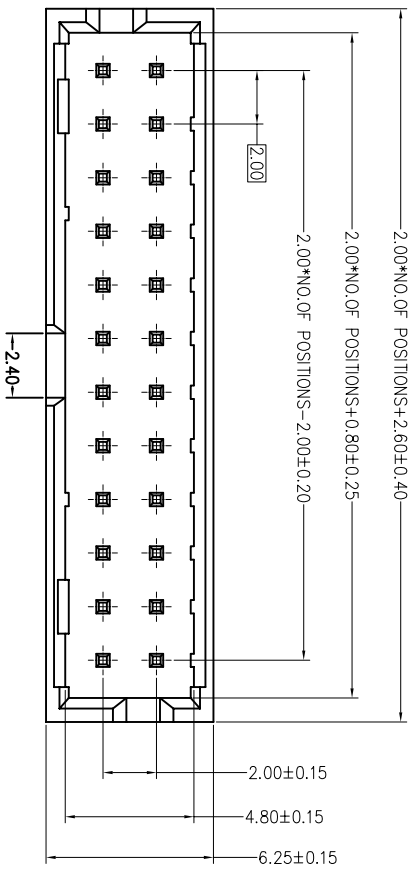 2.00*NO.OF POSITIONS+2.60±0.40
2.00*NO.OF POSITIONS+0.80±0.25
2.00*NO.OF POSITIONS-2.00±0.20
2.00
2.40
2.00±0.15
4.80±0.15
6.25±0.15